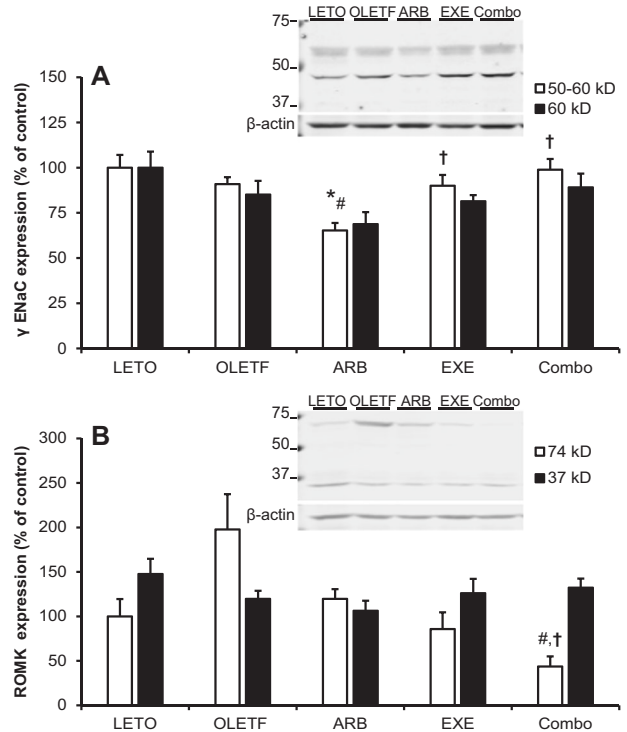 LETO OLETF ARB EXE Combo
75
50
37
β-actin
A
50-60 kD
60 kD
γ ENaC expression (% of control)
150
125
100
75
50
25
0
†
†
*#
LETO OLETF ARB EXE Combo
LETO OLETF ARB EXE Combo
75
50
37
β-actin
B
74 kD
37 kD
ROMK expression (% of control)
300
250
200
150
100
50
0
#,†
LETO OLETF ARB EXE Combo